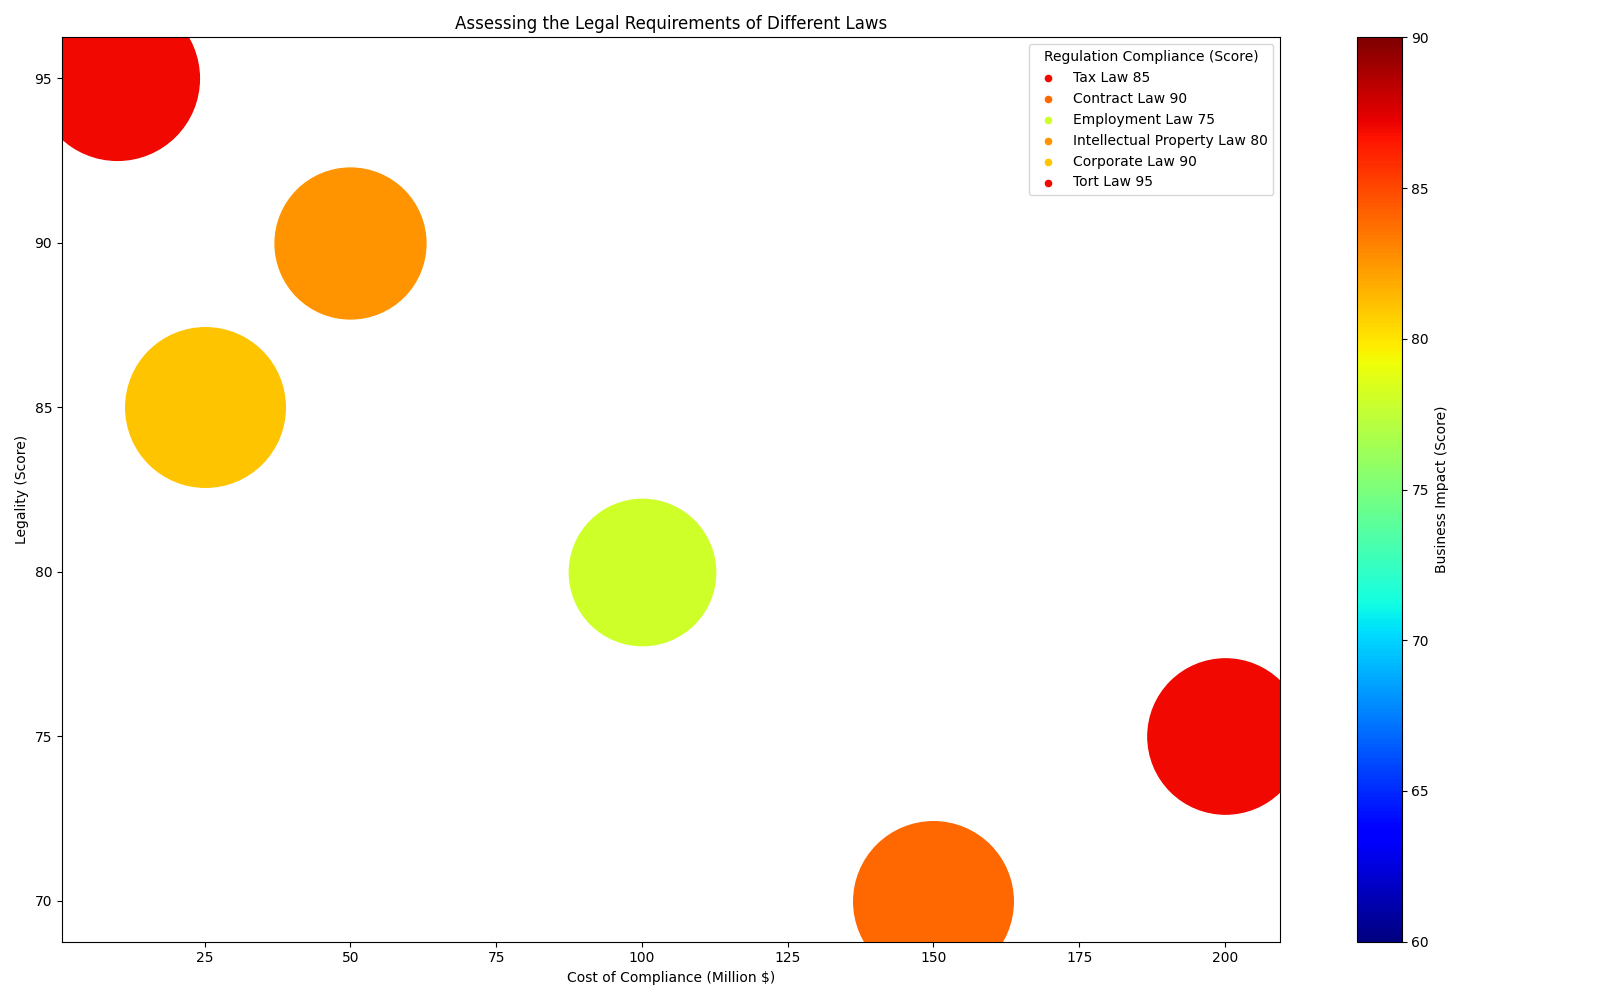 Assessing the Legal Requirements of Different Laws
Regulation Compliance (Score)
Tax Law 85
Contract Law 90
Employment Law 75
Intellectual Property Law 80
Corporate Law 90
Tort Law 95
Legality (Score)
95
90
85
80
75
70
25
50
75
100
125
150
175
200
Cost of Compliance (Million $)
90
85
80
75
70
65
60
Business Impact (Score)